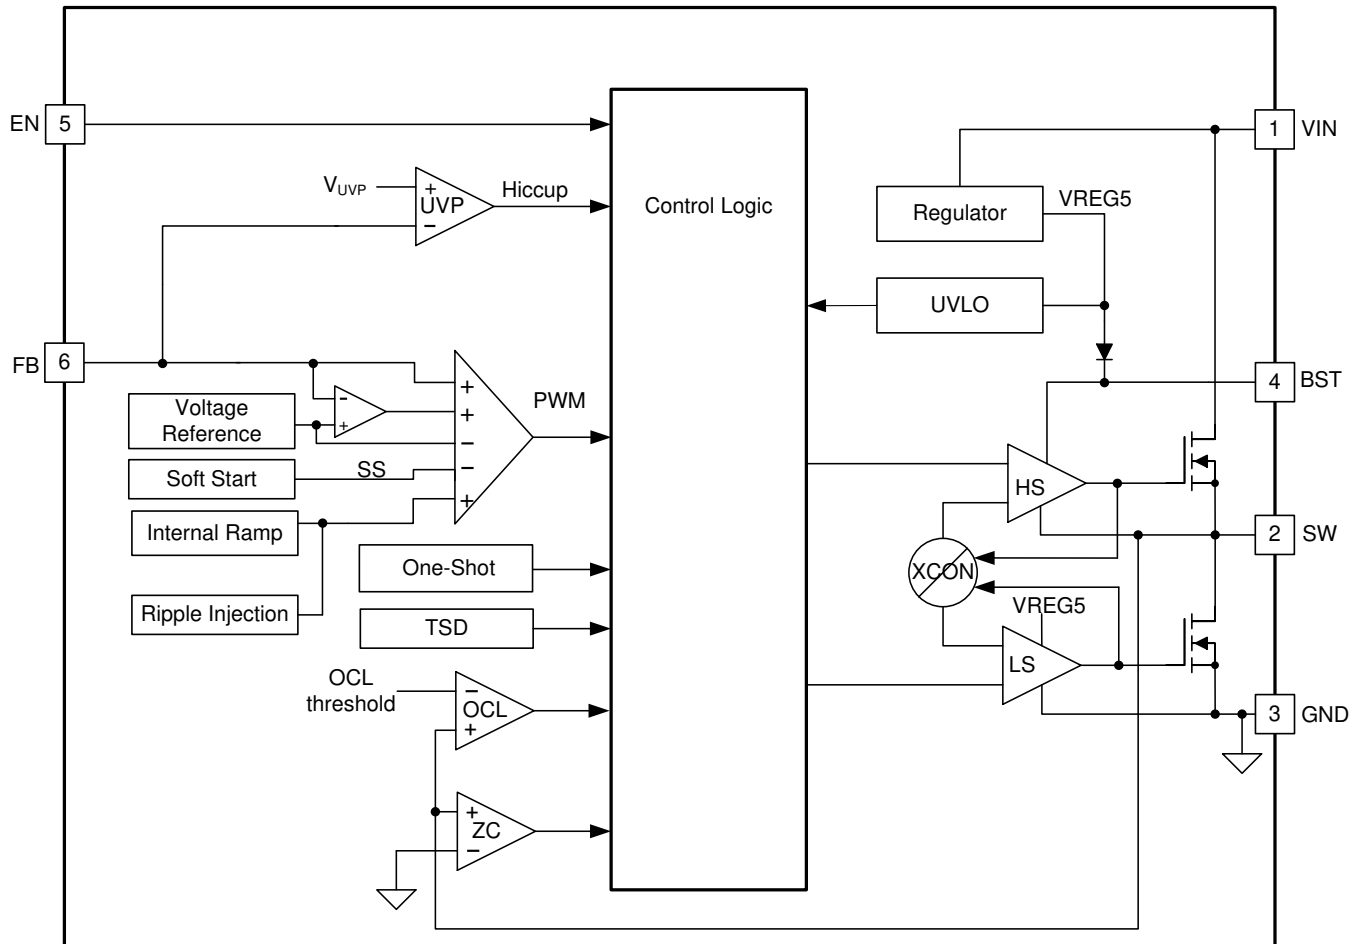 EN
5
1
VIN
VUVP
+
UVP
−
Hiccup
Control Logic
Regulator
VREG5
UVLO
FB
6
4
BST
Voltage
Reference
-
+
+
+
−
−
+
PWM
Soft Start
SS
Internal Ramp
Ripple Injection
One-Shot
TSD
OCL
threshold
−
OCL
+
+
ZC
−
HS
XCON
VREG5
LS
2
SW
3
GND